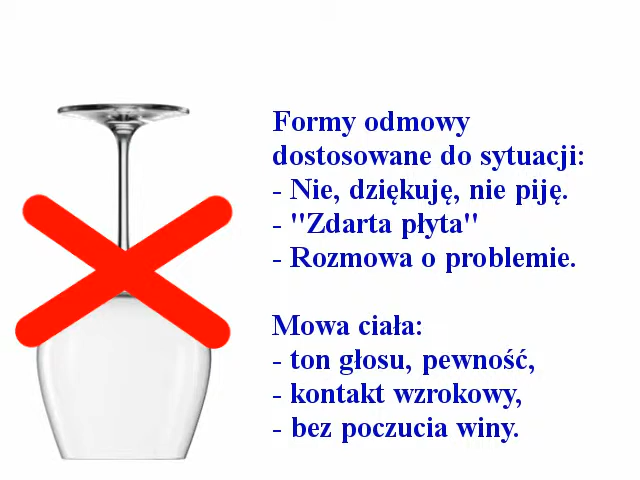 Formy odmowy
dostosowane do sytuacji:
- Nie, dziękuję, nie piję.
- "Zdarta płyta"
- Rozmowa o problemie.
Mowa ciała:
- ton głosu, pewność,
- kontakt wzrokowy,
- bez poczucia winy.